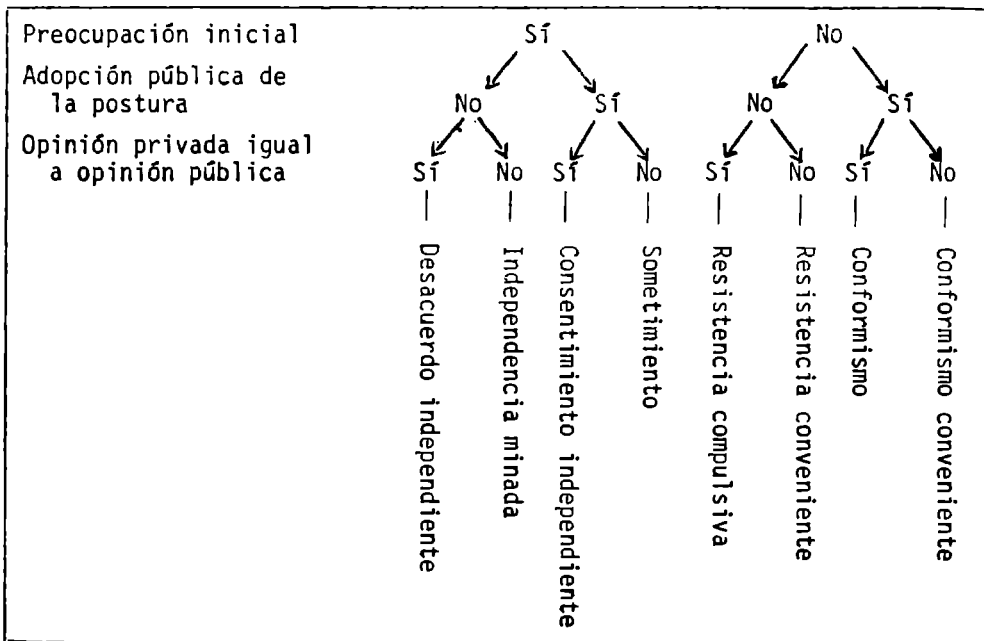 Preocupación inicial Sí No
Adopción pública de
la postura No Sí No Sí
Opinión privada igual
a opinión pública Sí No Sí No Sí No Sí No
Desacuerdo independiente
Independencia minada
Consentimiento independiente
Sometimiento
Resistencia compulsiva
Resistencia conveniente
Conformismo
Conformismo conveniente